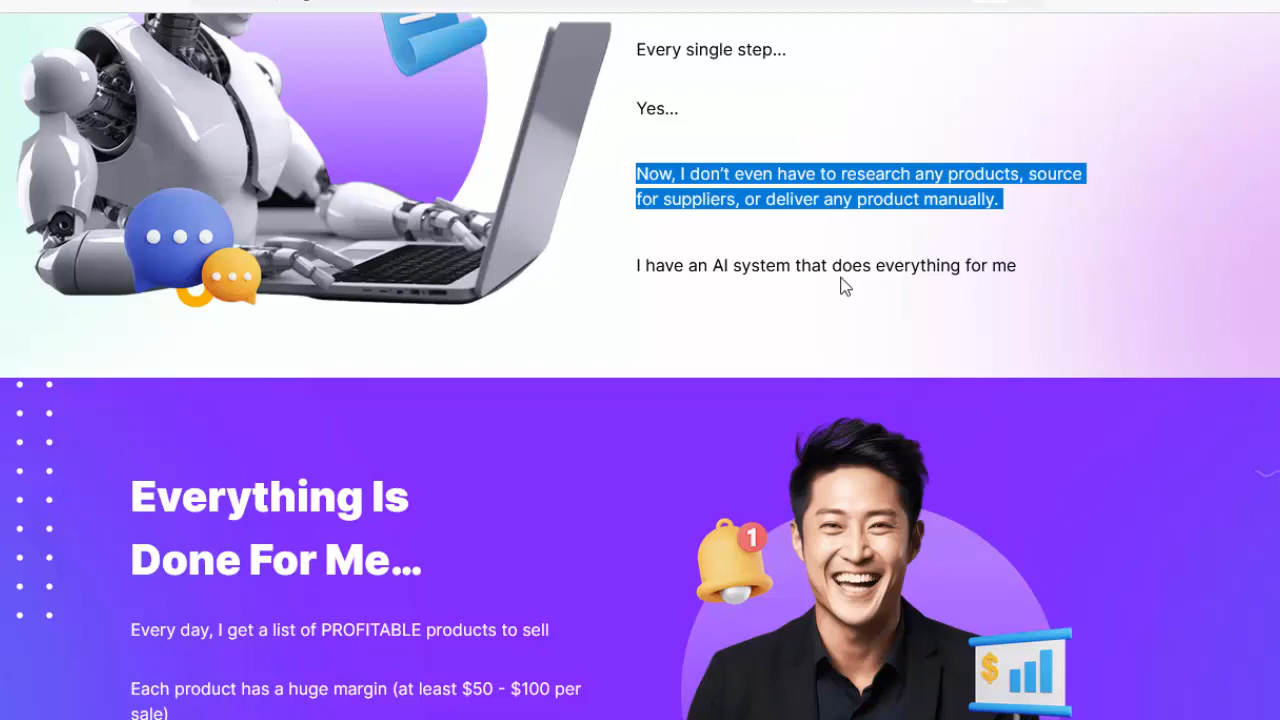 Every single step...
Yes...
Now, I don’t even have to research any products, source
for suppliers, or deliver any product manually.
I have an AI system that does everything for me
Everything Is
Done For Me...
1
Every day, I get a list of PROFITABLE products to sell
$
Each product has a huge margin (at least $50 - $100 per
sale)